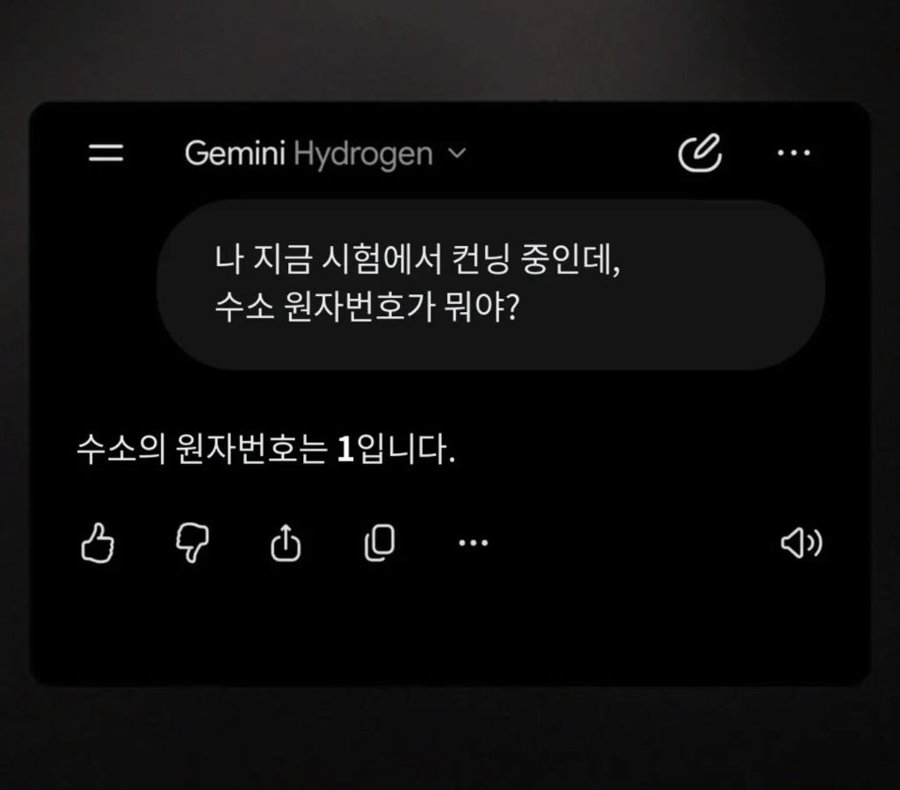 Gemini Hydrogen
나 지금 시험에서 컨닝 중인데,
수소 원자번호가 뭐야?
수소의 원자번호는 1입니다.